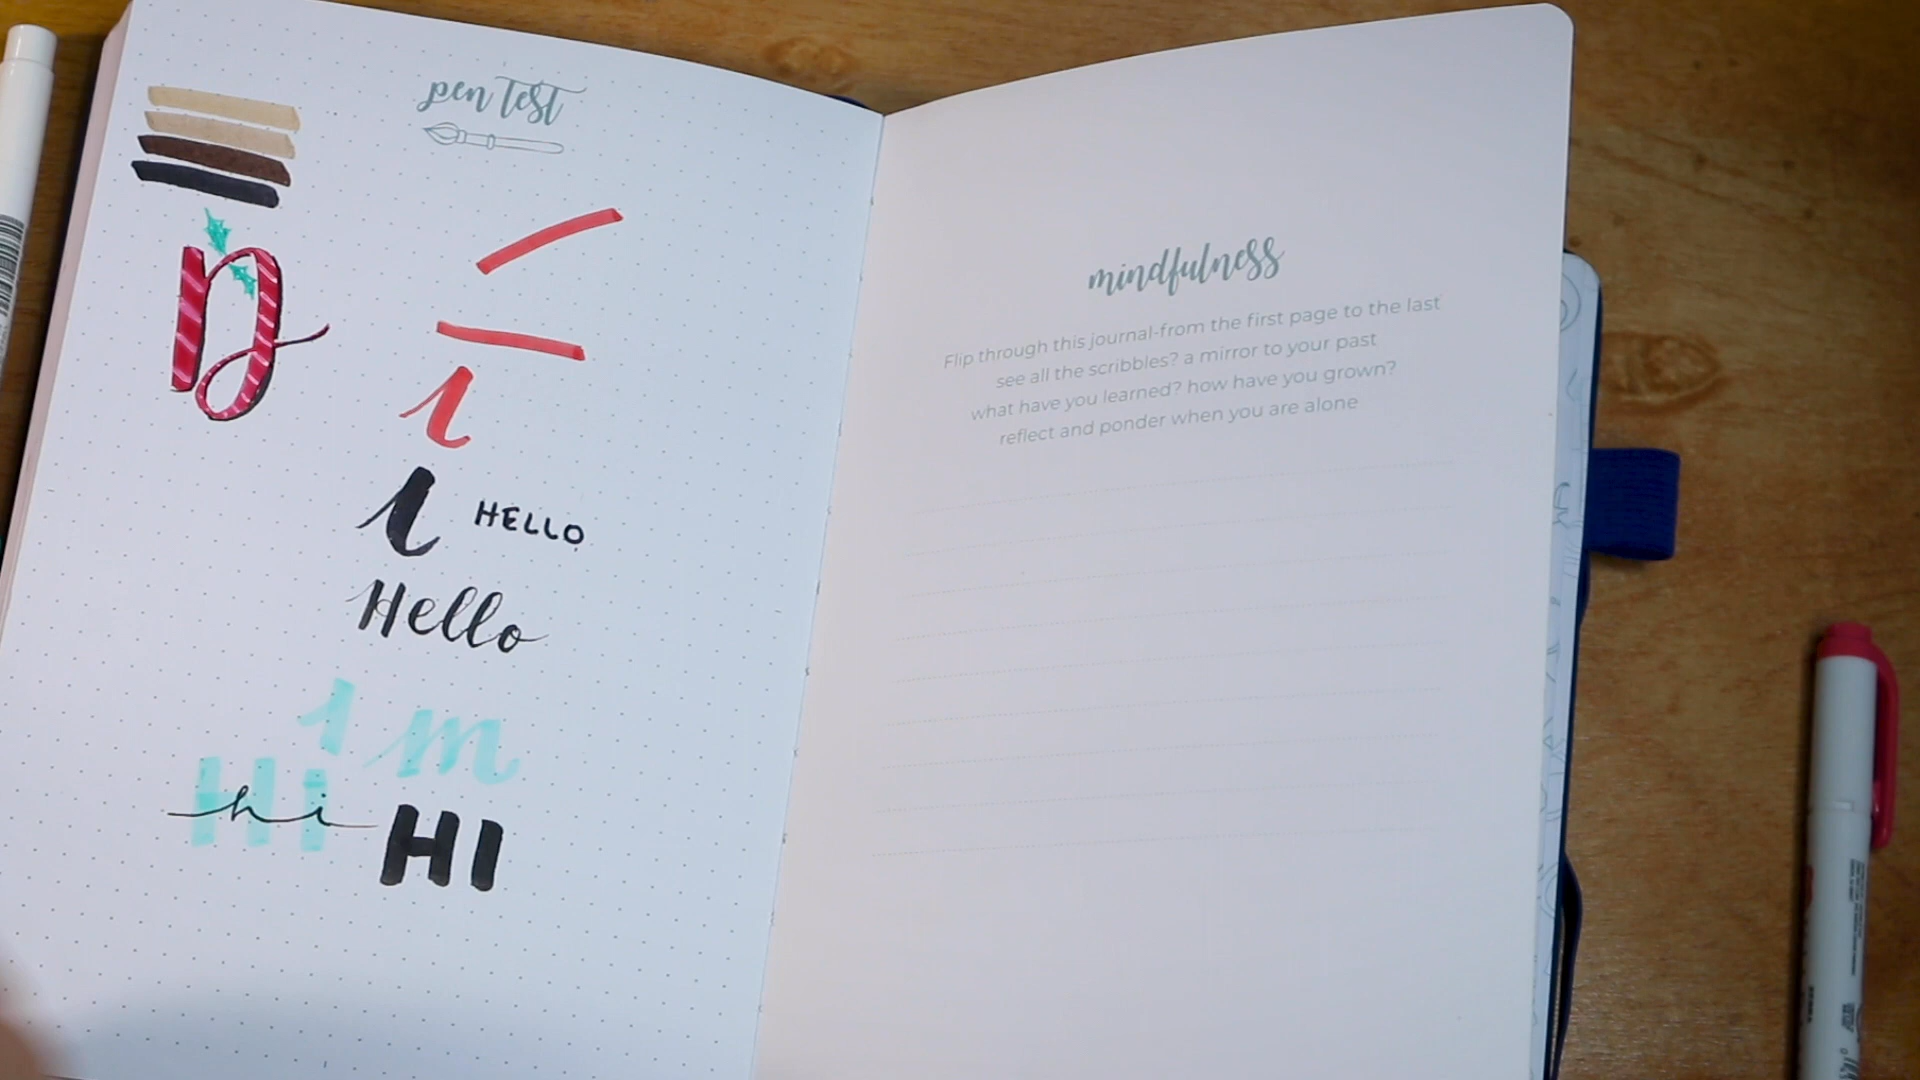 pen test
D
i
i HELLO
Hello
i m
HI
hi HI
mindfulness
Flip through this journal-from the first page to the last
see all the scribbles? a mirror to your past
what have you learned? how have you grown?
reflect and ponder when you are alone